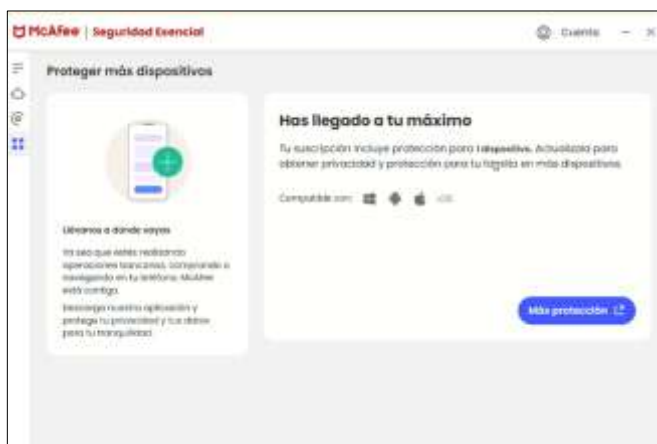 McAfee | Seguridad Esencial
Cuenta
Proteger más dispositivos
Has llegado a tu máximo
Tu suscripción incluye protección para 1 dispositivo. Actualízala para
obtener privacidad y protección para tu familia en más dispositivos.
Compatible con: iOS
Llévanos a donde vayas
Ya sea que estés realizando
operaciones bancarias, comprando o
navegando en tu teléfono, McAfee
está contigo.
Descarga nuestra aplicación y
protege tu privacidad y tus datos
para tu tranquilidad.
Más protección